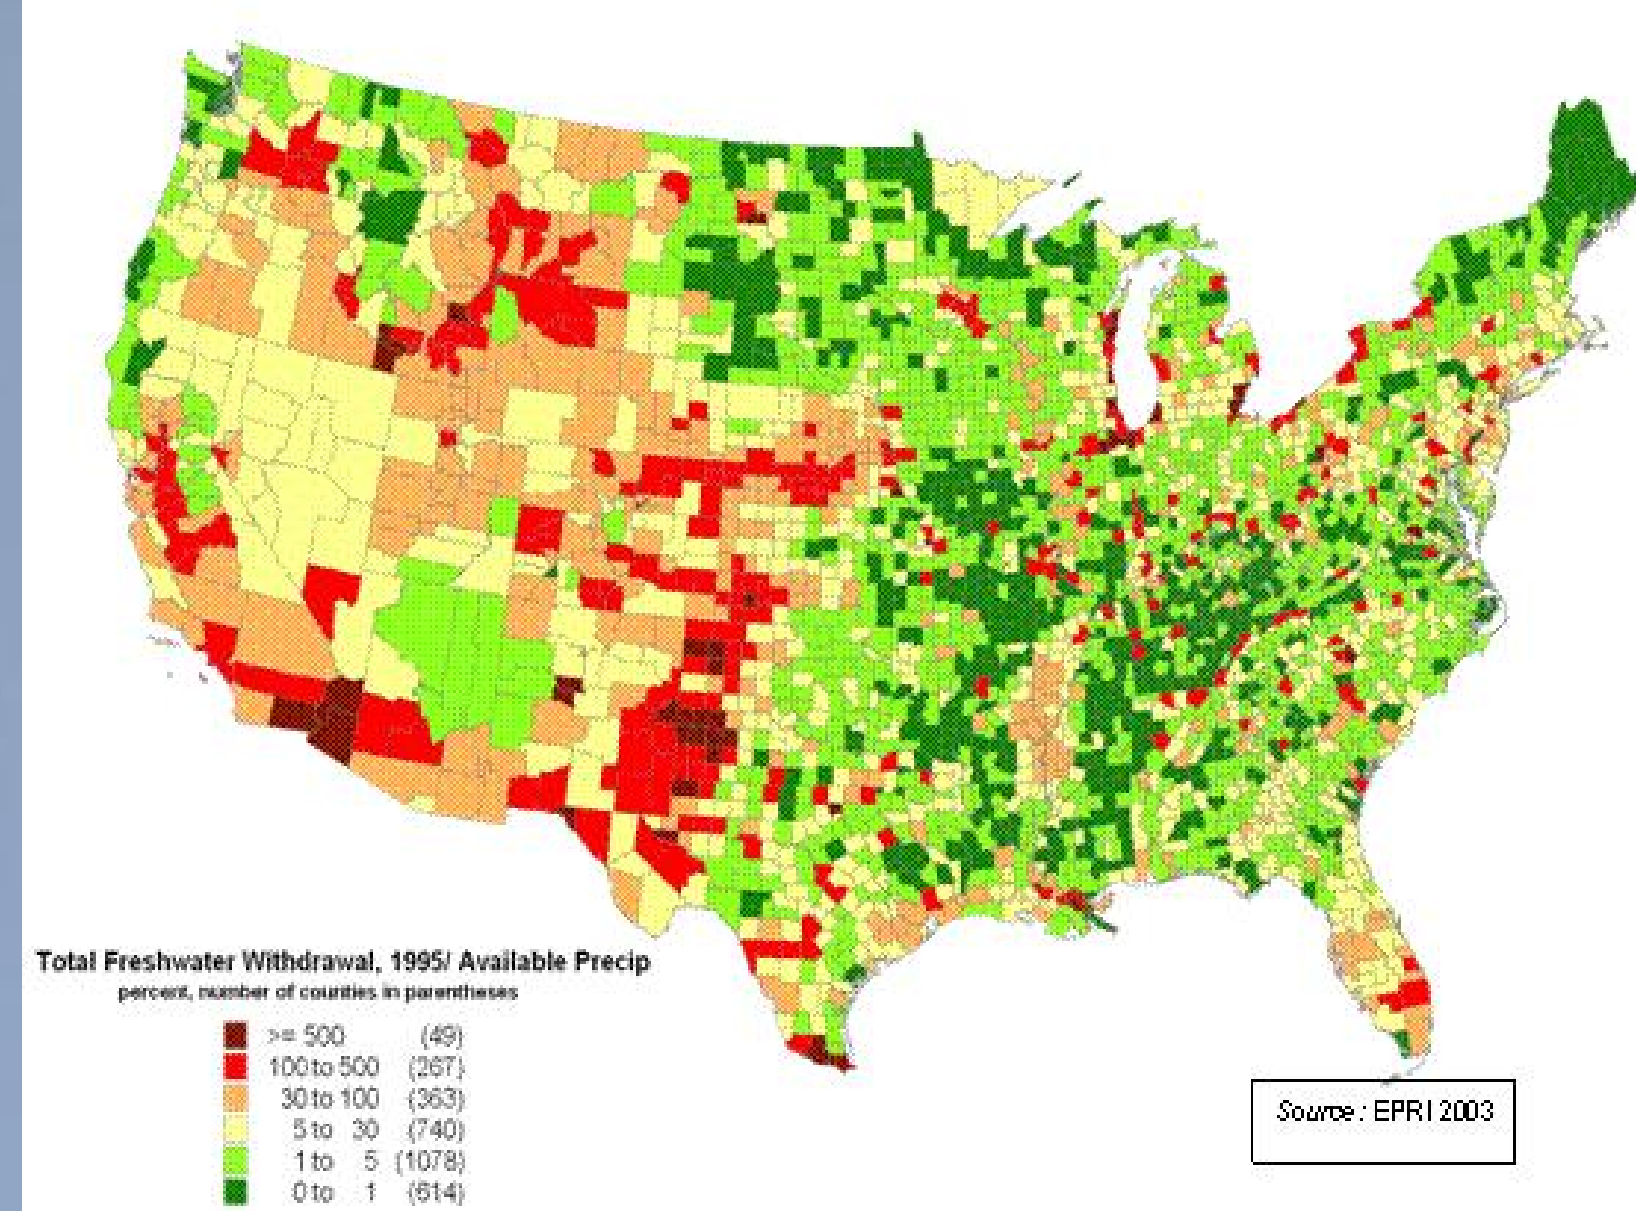 Total Freshwater Withdrawal, 1995/ Available Precip
percent, number of counties in parentheses
>= 500 (49)
100 to 500 (267)
30 to 100 (363)
5 to 30 (740)
1 to 5 (1078)
0 to 1 (614)
Source: EPRI 2003